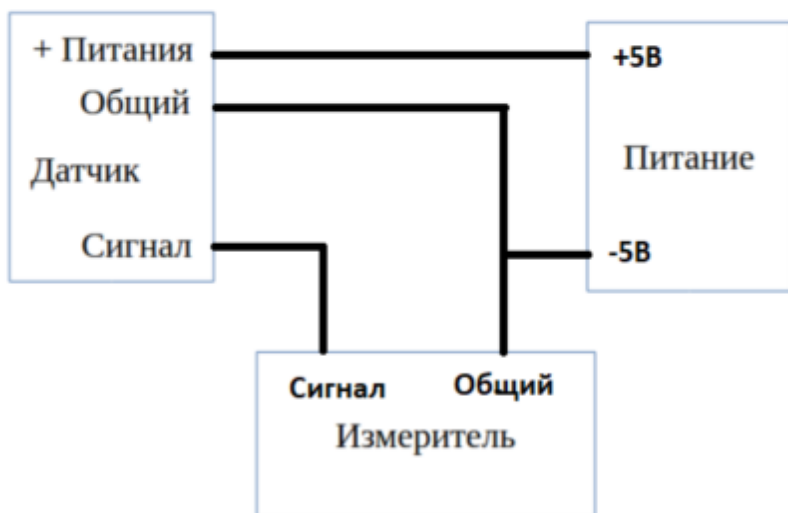 + Питания
+5В
Общий
Питание
Датчик
Сигнал
-5В
Сигнал
Общий
Измеритель